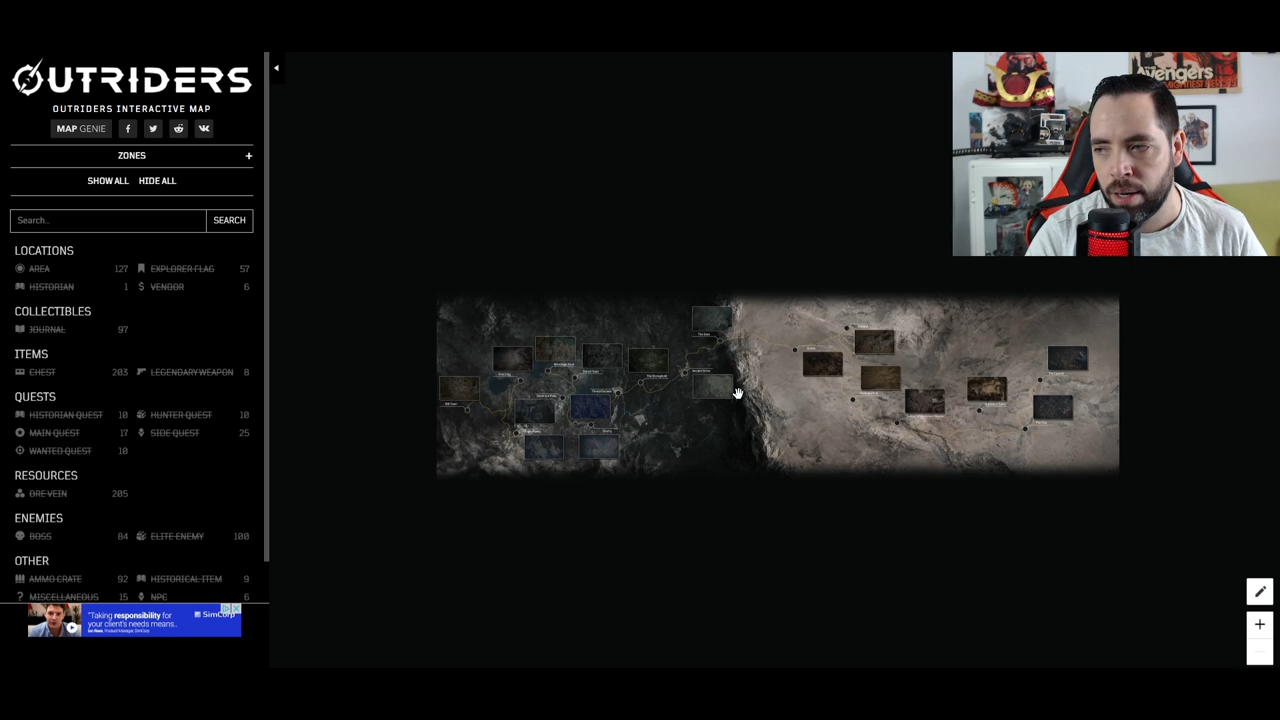 OUTRIDERS
OUTRIDERS INTERACTIVE MAP
MAP GENIE
ZONES +
SHOW ALL HIDE ALL
Search... SEARCH
LOCATIONS
AREA 127 EXPLORER FLAG 57
HISTORIAN 1 VENDOR 6
COLLECTIBLES
JOURNAL 97
ITEMS
CHEST 203 LEGENDARY WEAPON 8
QUESTS
HISTORIAN QUEST 10 HUNTER QUEST 10
MAIN QUEST 17 SIDE QUEST 25
WANTED QUEST 10
RESOURCES
ORE VEIN 205
ENEMIES
BOSS 84 ELITE ENEMY 100
OTHER
AMMO CRATE 92 HISTORICAL ITEM 9
MISCELLANEOUS 15 NPC 6
"Taking responsibility for
your client's needs means..
SimCorp
Avengers
The Stronghold
The Gate